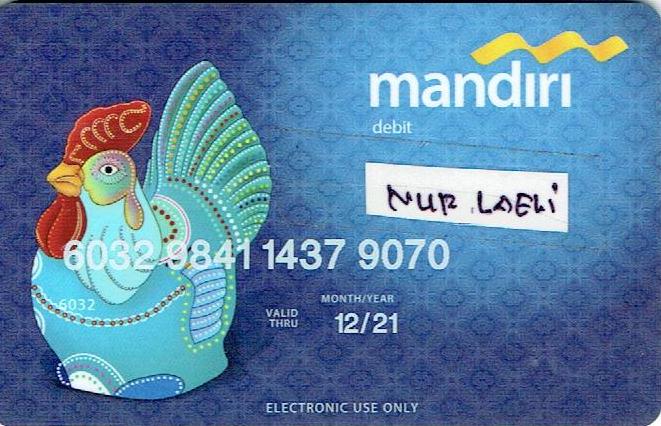 mandiri
debit
NUR LAELI
6032 9841 1437 9070
6032
MONTH/YEAR
VALID THRU 12/21
ELECTRONIC USE ONLY